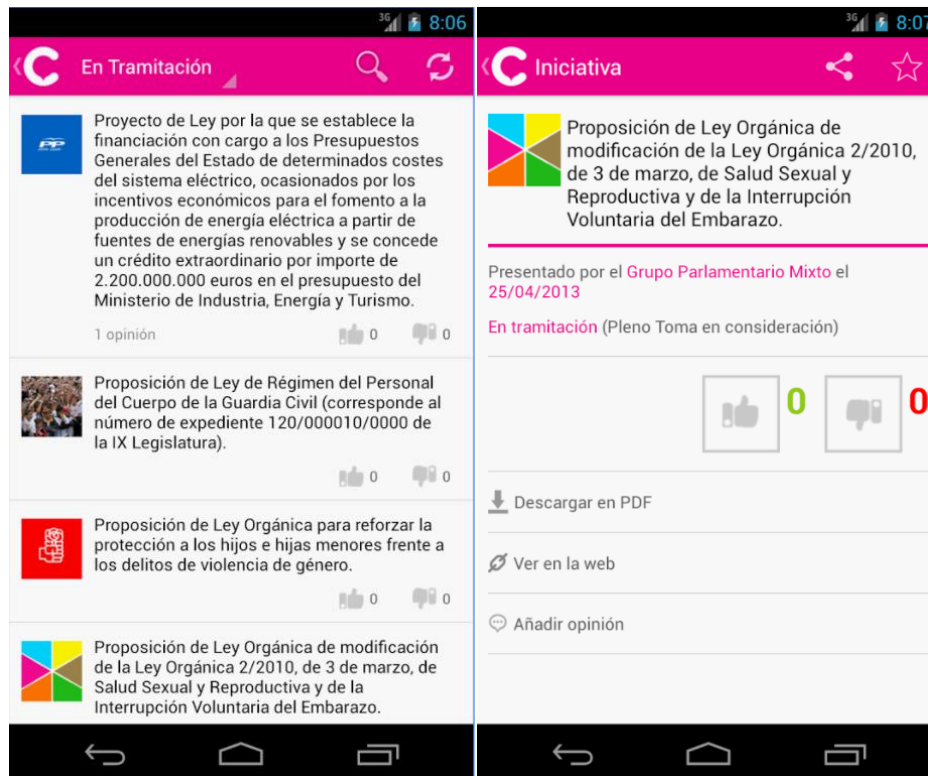 3G 8:06
En Tramitación
PP
Proyecto de Ley por la que se establece la
financiación con cargo a los Presupuestos
Generales del Estado de determinados costes
del sistema eléctrico, ocasionados por los
incentivos económicos para el fomento a la
producción de energía eléctrica a partir de
fuentes de energías renovables y se concede
un crédito extraordinario por importe de
2.200.000.000 euros en el presupuesto del
Ministerio de Industria, Energía y Turismo.
1 opinión 0 0
Proposición de Ley de Régimen del Personal
del Cuerpo de la Guardia Civil (corresponde al
número de expediente 120/000010/0000 de
la IX Legislatura).
0 0
Proposición de Ley Orgánica para reforzar la
protección a los hijos e hijas menores frente a
los delitos de violencia de género.
0 0
Proposición de Ley Orgánica de modificación
de la Ley Orgánica 2/2010, de 3 de marzo, de
Salud Sexual y Reproductiva y de la
Interrupción Voluntaria del Embarazo.
3G 8:07
Iniciativa
Proposición de Ley Orgánica de
modificación de la Ley Orgánica 2/2010,
de 3 de marzo, de Salud Sexual y
Reproductiva y de la Interrupción
Voluntaria del Embarazo.
Presentado por el Grupo Parlamentario Mixto el
25/04/2013
En tramitación (Pleno Toma en consideración)
0 0
Descargar en PDF
Ver en la web
Añadir opinión